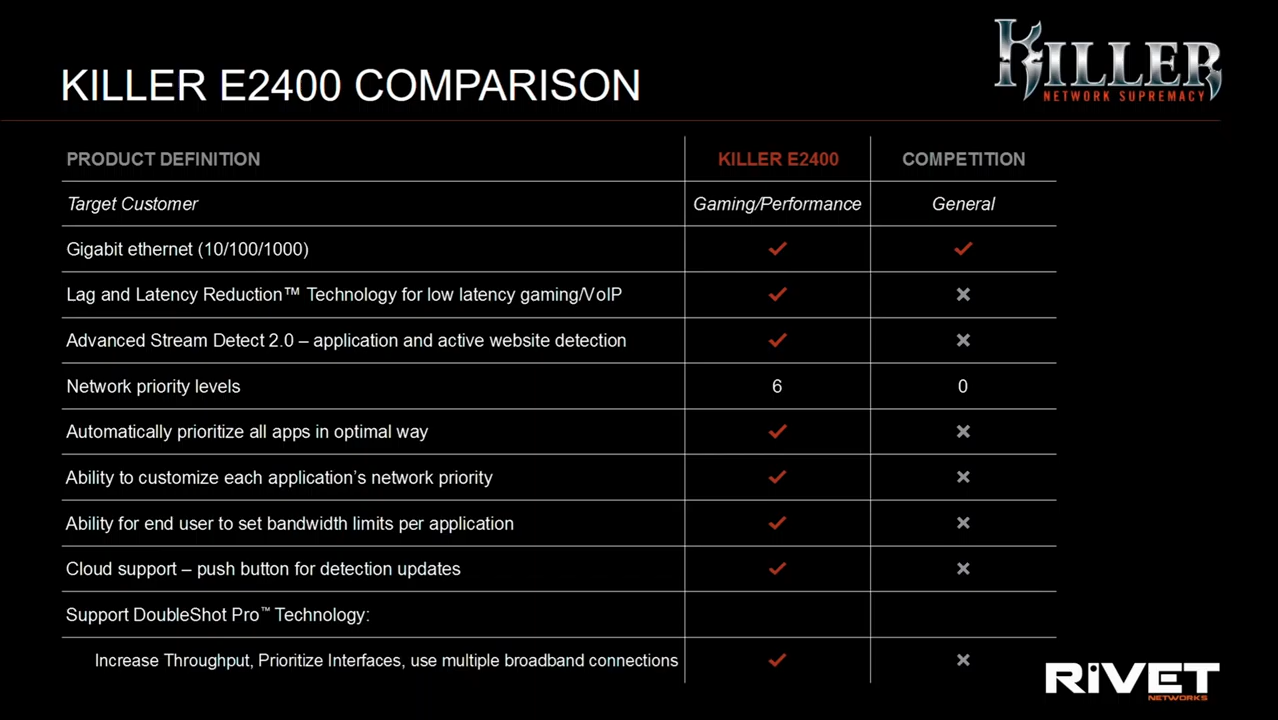 KILLER
NETWORK SUPREMACY
KILLER E2400 COMPARISON
PRODUCT DEFINITION KILLER E2400 COMPETITION
Target Customer Gaming/Performance General
Gigabit ethernet (10/100/1000) ✓ ✓
Lag and Latency Reduction™ Technology for low latency gaming/VoIP ✓ ×
Advanced Stream Detect 2.0 – application and active website detection ✓ ×
Network priority levels 6 0
Automatically prioritize all apps in optimal way ✓ ×
Ability to customize each application’s network priority ✓ ×
Ability for end user to set bandwidth limits per application ✓ ×
Cloud support – push button for detection updates ✓ ×
Support DoubleShot Pro™ Technology:
Increase Throughput, Prioritize Interfaces, use multiple broadband connections ✓ ×
RIVET
NETWORKS